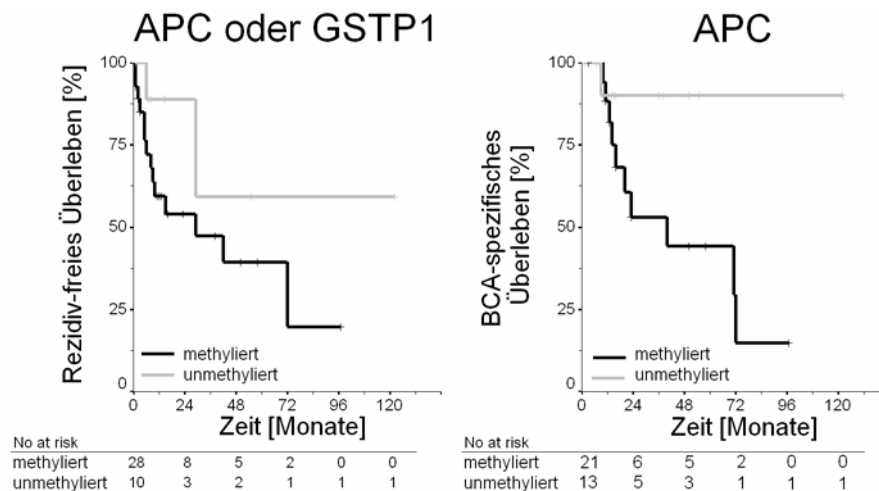 APC oder GSTP1
Rezidiv-freies Überleben [%]
100
75
50
25
0
methyliert
unmethyliert
0 24 48 72 96 120
Zeit [Monate]
No at risk
methyliert 28 8 5 2 0 0
unmethyliert 10 3 2 1 1 1
APC
BCA-spezifisches
Überleben [%]
100
75
50
25
0
methyliert
unmethyliert
0 24 48 72 96 120
Zeit [Monate]
No at risk
methyliert 21 6 5 2 0 0
unmethyliert 13 5 3 1 1 1